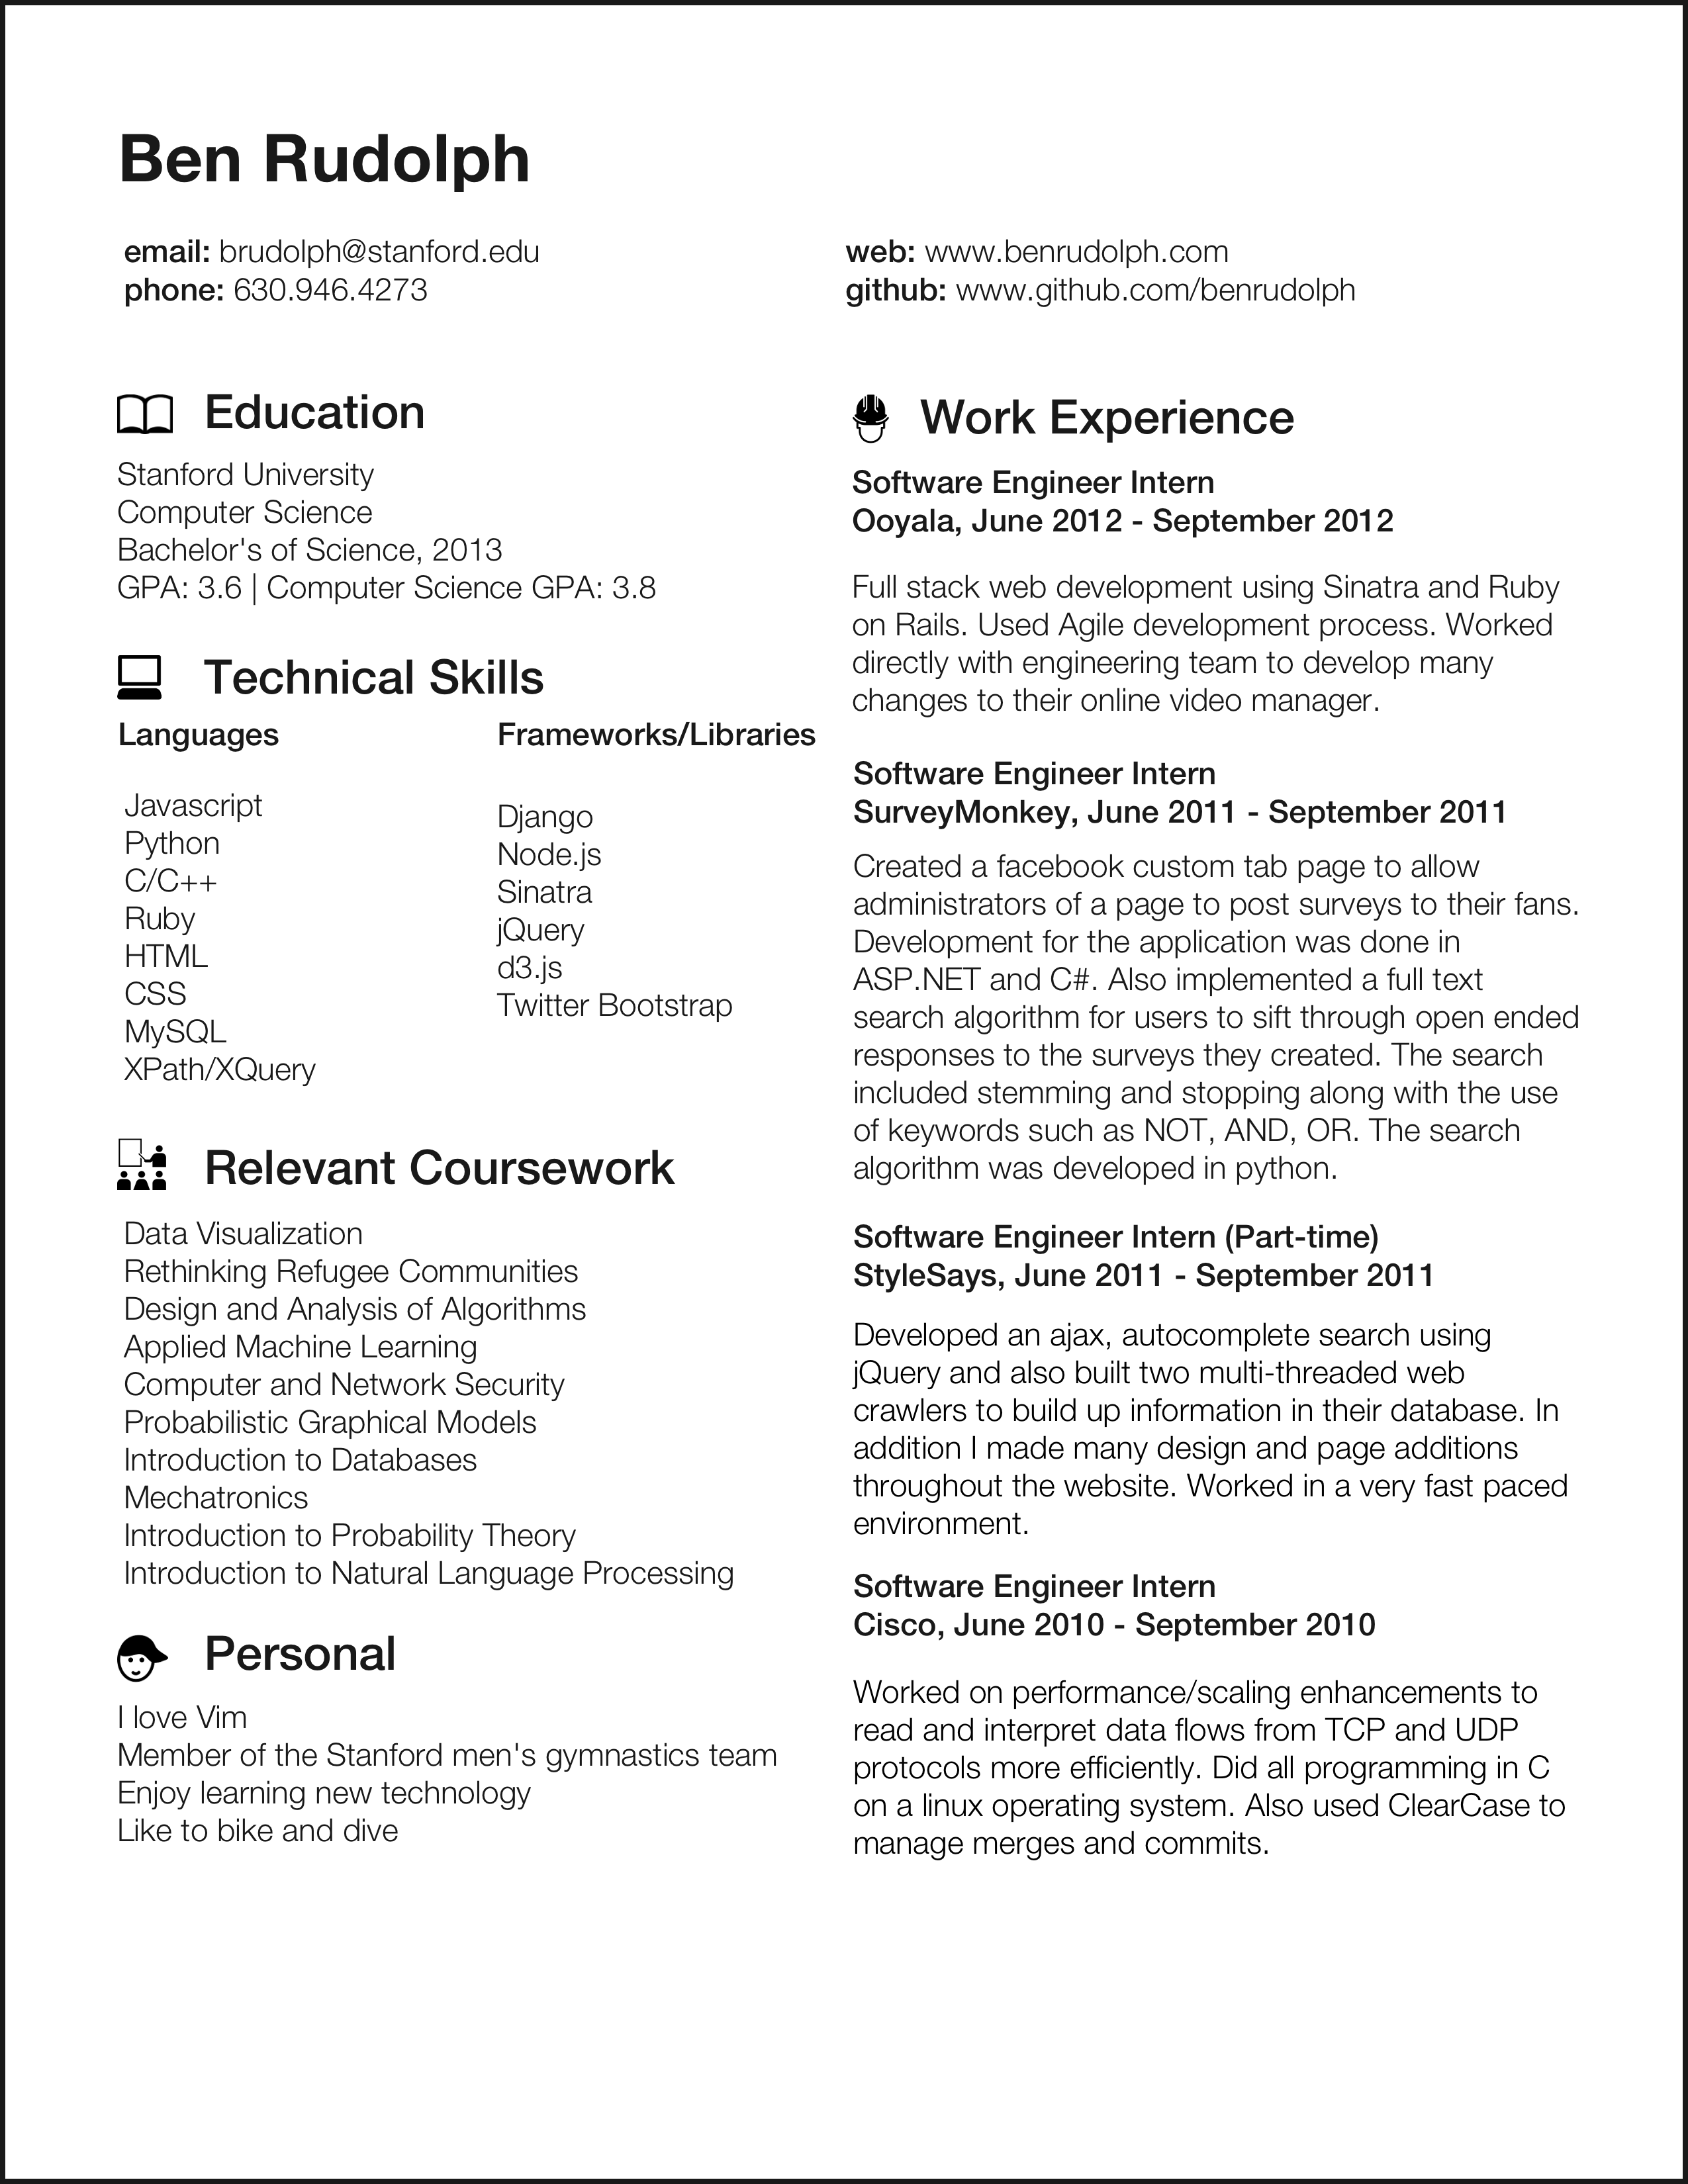 Ben Rudolph
email: brudolph@stanford.edu
phone: 630.946.4273
web: www.benrudolph.com
github: www.github.com/benrudolph
Education
Stanford University
Computer Science
Bachelor's of Science, 2013
GPA: 3.6 | Computer Science GPA: 3.8
Technical Skills
Languages
Javascript
Python
C/C++
Ruby
HTML
CSS
MySQL
XPath/XQuery
Frameworks/Libraries
Django
Node.js
Sinatra
jQuery
d3.js
Twitter Bootstrap
Relevant Coursework
Data Visualization
Rethinking Refugee Communities
Design and Analysis of Algorithms
Applied Machine Learning
Computer and Network Security
Probabilistic Graphical Models
Introduction to Databases
Mechatronics
Introduction to Probability Theory
Introduction to Natural Language Processing
Personal
I love Vim
Member of the Stanford men's gymnastics team
Enjoy learning new technology
Like to bike and dive
Work Experience
Software Engineer Intern
Ooyala, June 2012 - September 2012
Full stack web development using Sinatra and Ruby
on Rails. Used Agile development process. Worked
directly with engineering team to develop many
changes to their online video manager.
Software Engineer Intern
SurveyMonkey, June 2011 - September 2011
Created a facebook custom tab page to allow
administrators of a page to post surveys to their fans.
Development for the application was done in
ASP.NET and C#. Also implemented a full text
search algorithm for users to sift through open ended
responses to the surveys they created. The search
included stemming and stopping along with the use
of keywords such as NOT, AND, OR. The search
algorithm was developed in python.
Software Engineer Intern (Part-time)
StyleSays, June 2011 - September 2011
Developed an ajax, autocomplete search using
jQuery and also built two multi-threaded web
crawlers to build up information in their database. In
addition I made many design and page additions
throughout the website. Worked in a very fast paced
environment.
Software Engineer Intern
Cisco, June 2010 - September 2010
Worked on performance/scaling enhancements to
read and interpret data flows from TCP and UDP
protocols more efficiently. Did all programming in C
on a linux operating system. Also used ClearCase to
manage merges and commits.